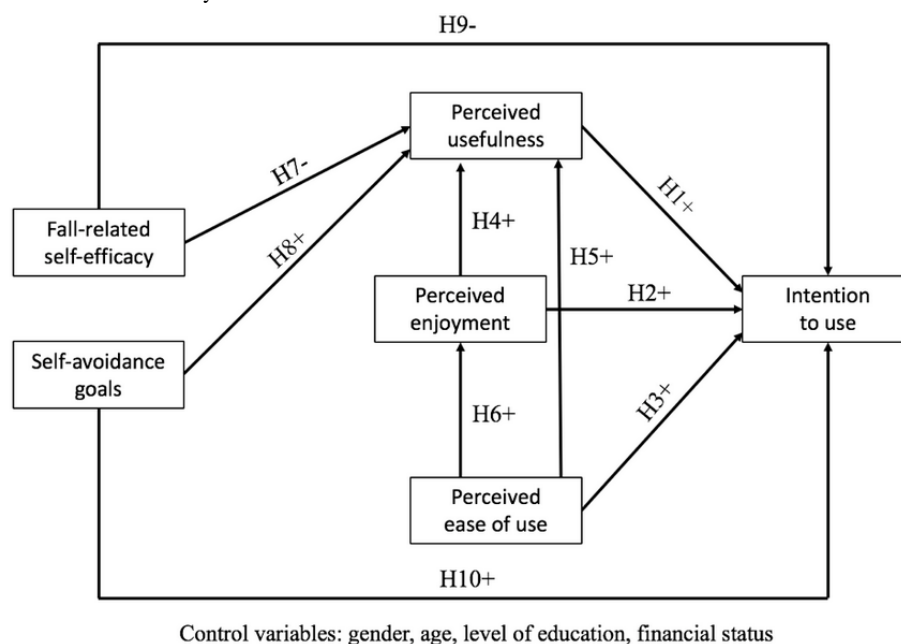 H9-
Perceived
usefulness
H7-
H1+
Fall-related
self-efficacy
H8+
H4+
H5+
Perceived
enjoyment
H2+
Intention
to use
Self-avoidance
goals
H6+
H3+
Perceived
ease of use
H10+
Control variables: gender, age, level of education, financial status